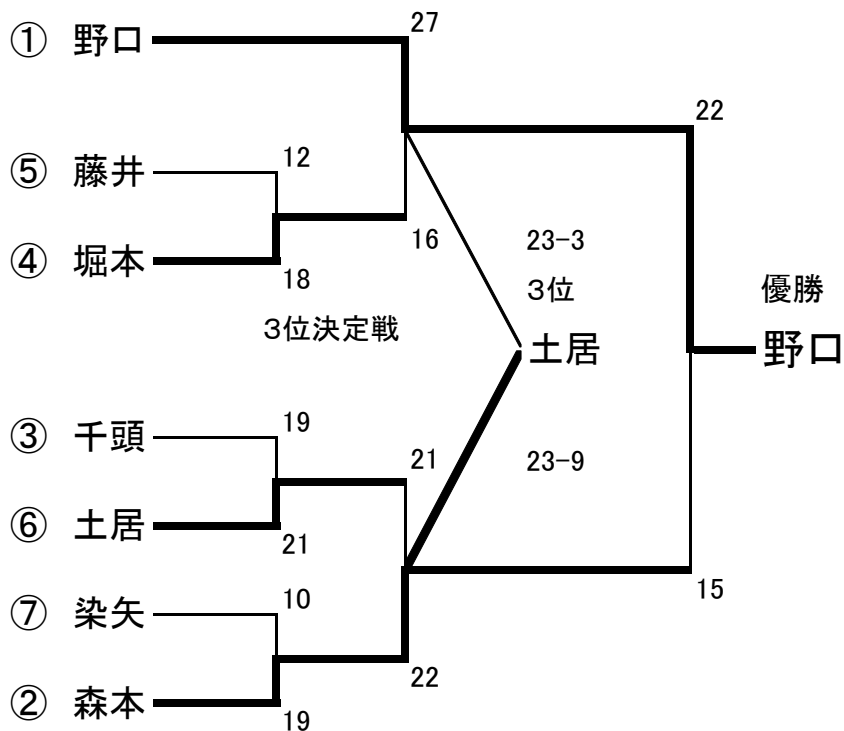 27
① 野口
22
12
⑤ 藤井
16
23-3
④ 堀本
18
3位
優勝
3位決定戦
土居
野口
19
③ 千頭
21
23-9
⑥ 土居
21
15
10
⑦ 染矢
22
② 森本
19